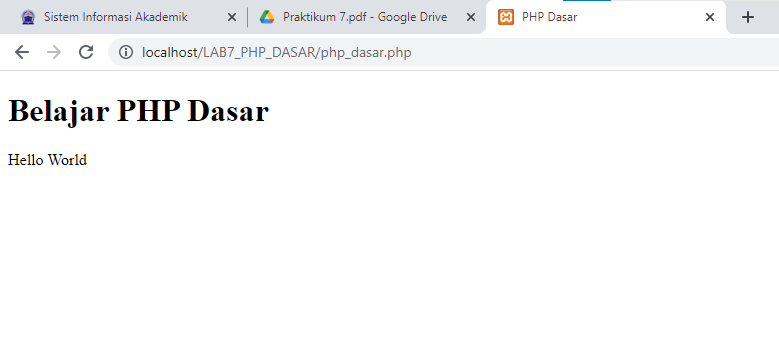 Sistem Informasi Akademik
Praktikum 7.pdf - Google Drive
PHP Dasar
localhost/LAB7_PHP_DASAR/php_dasar.php
Belajar PHP Dasar
Hello World